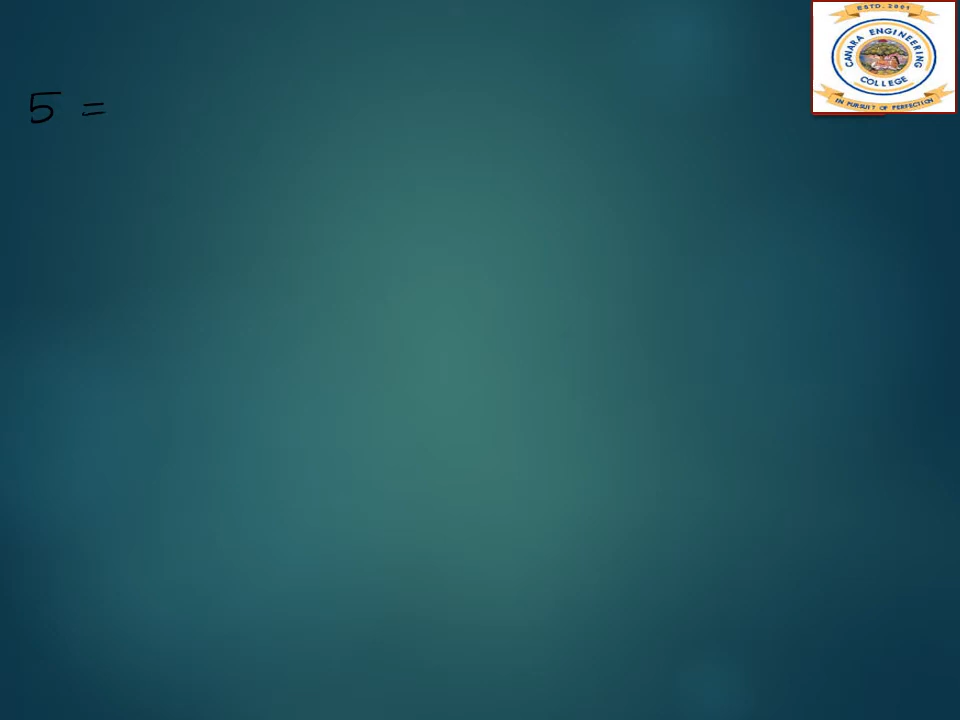 ESTD. 2001
CANARA ENGINEERING
COLLEGE
IN PURSUIT OF PERFECTION
5 =